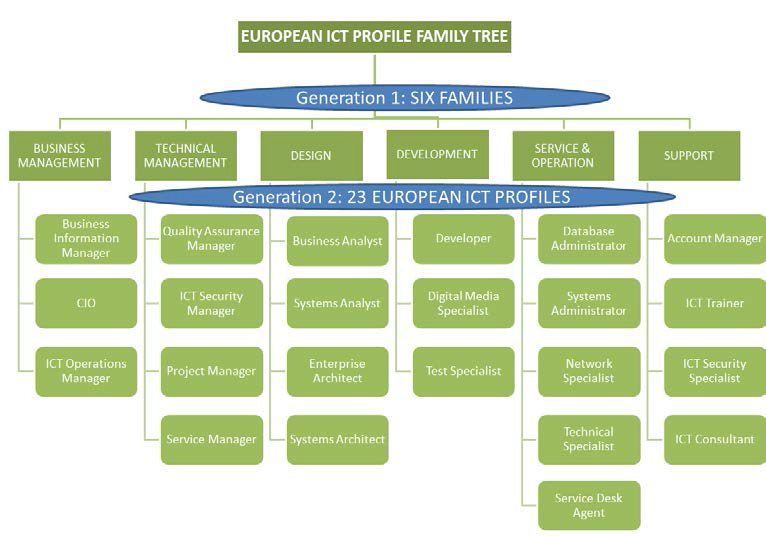 EUROPEAN ICT PROFILE FAMILY TREE
Generation 1: SIX FAMILIES
BUSINESS
MANAGEMENT
TECHNICAL
MANAGEMENT
DESIGN
DEVELOPMENT
SERVICE &
OPERATION
SUPPORT
Generation 2: 23 EUROPEAN ICT PROFILES
Business
Information
Manager
CIO
ICT Operations
Manager
Quality Assurance
Manager
ICT Security
Manager
Project Manager
Service Manager
Business Analyst
Systems Analyst
Enterprise
Architect
Systems Architect
Developer
Digital Media
Specialist
Test Specialist
Database
Administrator
Systems
Administrator
Network
Specialist
Technical
Specialist
Service Desk
Agent
Account Manager
ICT Trainer
ICT Security
Specialist
ICT Consultant